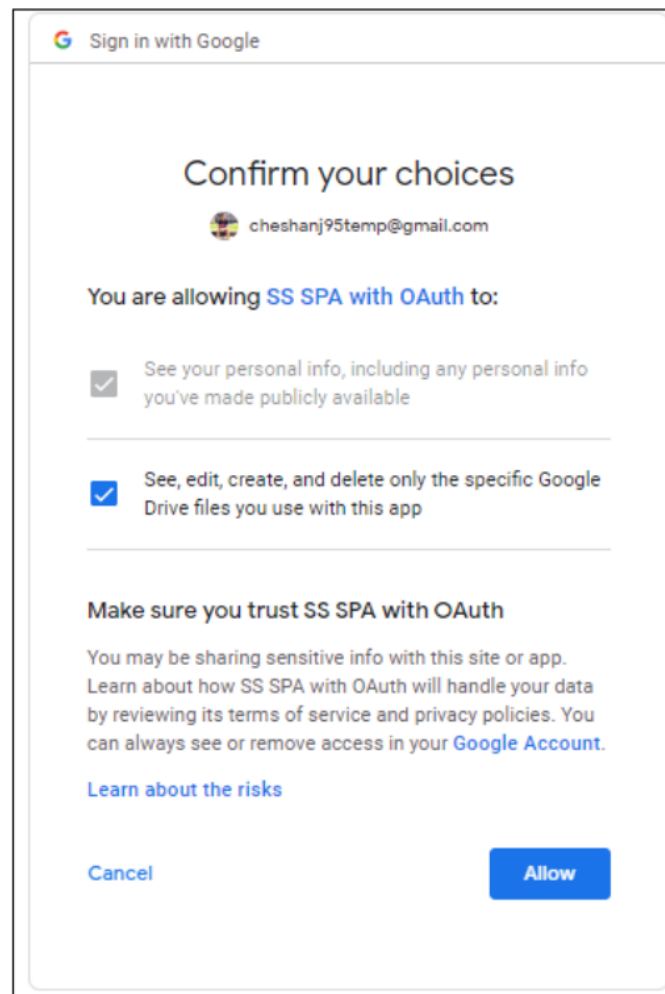 Sign in with Google
Confirm your choices
cheshanj95temp@gmail.com
You are allowing SS SPA with OAuth to:
See your personal info, including any personal info
you've made publicly available
See, edit, create, and delete only the specific Google
Drive files you use with this app
Make sure you trust SS SPA with OAuth
You may be sharing sensitive info with this site or app.
Learn about how SS SPA with OAuth will handle your data
by reviewing its terms of service and privacy policies. You
can always see or remove access in your Google Account.
Learn about the risks
Cancel
Allow